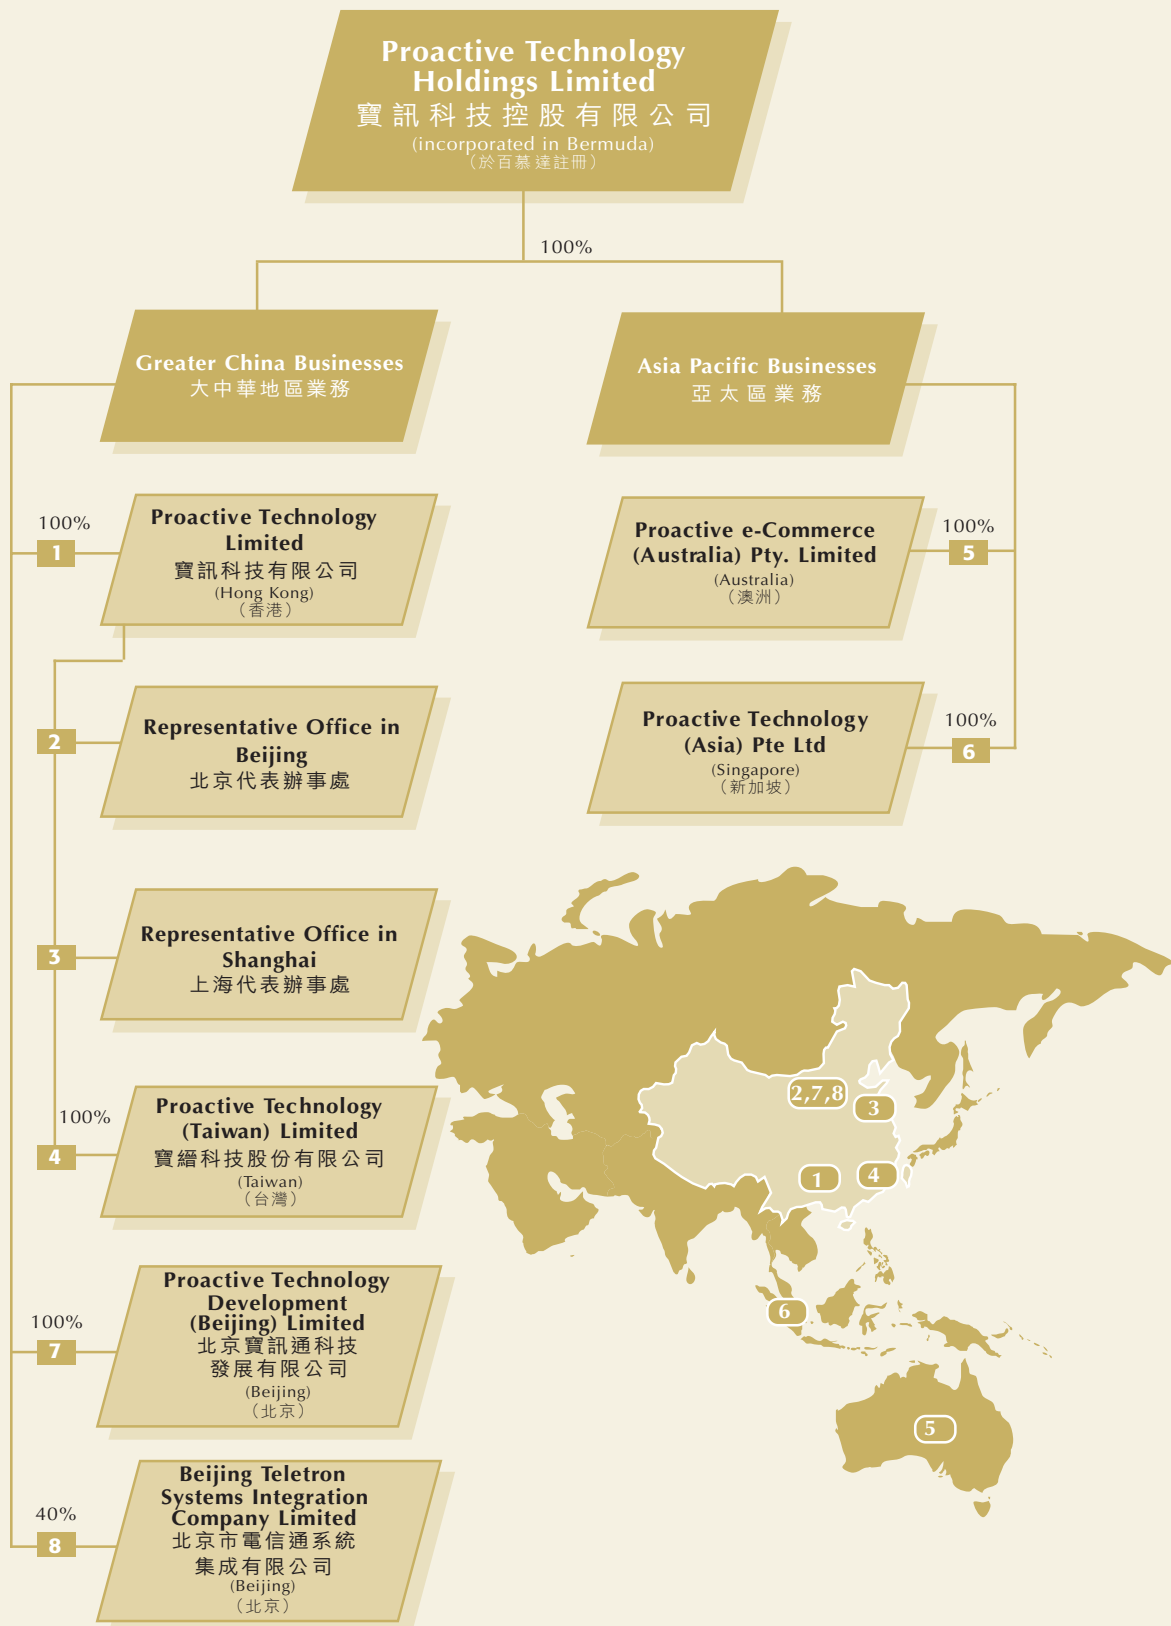 Proactive Technology
Holdings Limited
寶訊科技控股有限公司
(incorporated in Bermuda)
（於百慕達註冊）
100%
Greater China Businesses
大中華地區業務
Asia Pacific Businesses
亞太區業務
100%
1
Proactive Technology
Limited
寶訊科技有限公司
(Hong Kong)
（香港）
Proactive e-Commerce
(Australia) Pty. Limited
(Australia)
（澳洲）
100%
5
2
Representative Office in
Beijing
北京代表辦事處
Proactive Technology
(Asia) Pte Ltd
(Singapore)
（新加坡）
100%
6
3
Representative Office in
Shanghai
上海代表辦事處
100%
4
Proactive Technology
(Taiwan) Limited
寶縉科技股份有限公司
(Taiwan)
（台灣）
100%
7
Proactive Technology
Development
(Beijing) Limited
北京寶訊通科技
發展有限公司
(Beijing)
（北京）
40%
8
Beijing Teletron
Systems Integration
Company Limited
北京市電信通系統
集成有限公司
(Beijing)
（北京）
2,7,8
3
1
4
6
5